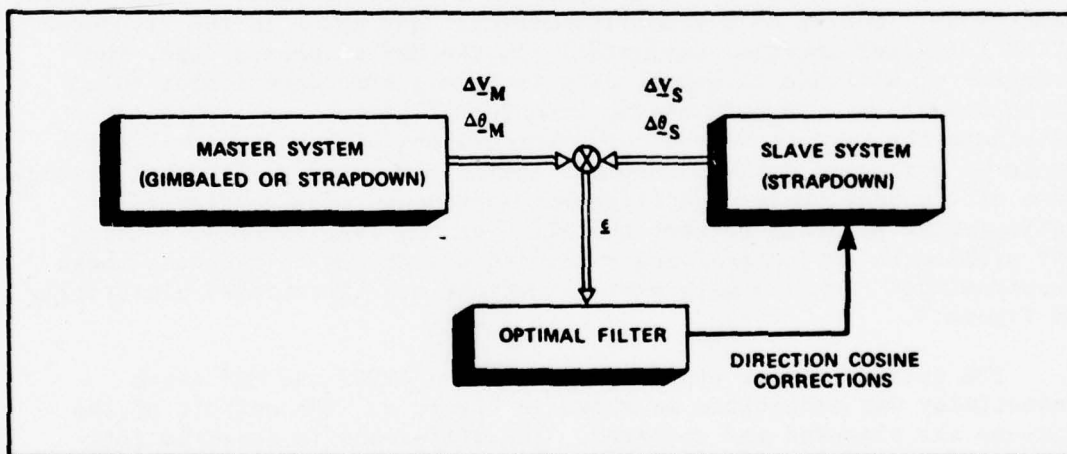 ΔV_M
Δθ_M
ΔV_S
Δθ_S
MASTER SYSTEM
(GIMBALED OR STRAPDOWN)
SLAVE SYSTEM
(STRAPDOWN)
ε
OPTIMAL FILTER
DIRECTION COSINE
CORRECTIONS